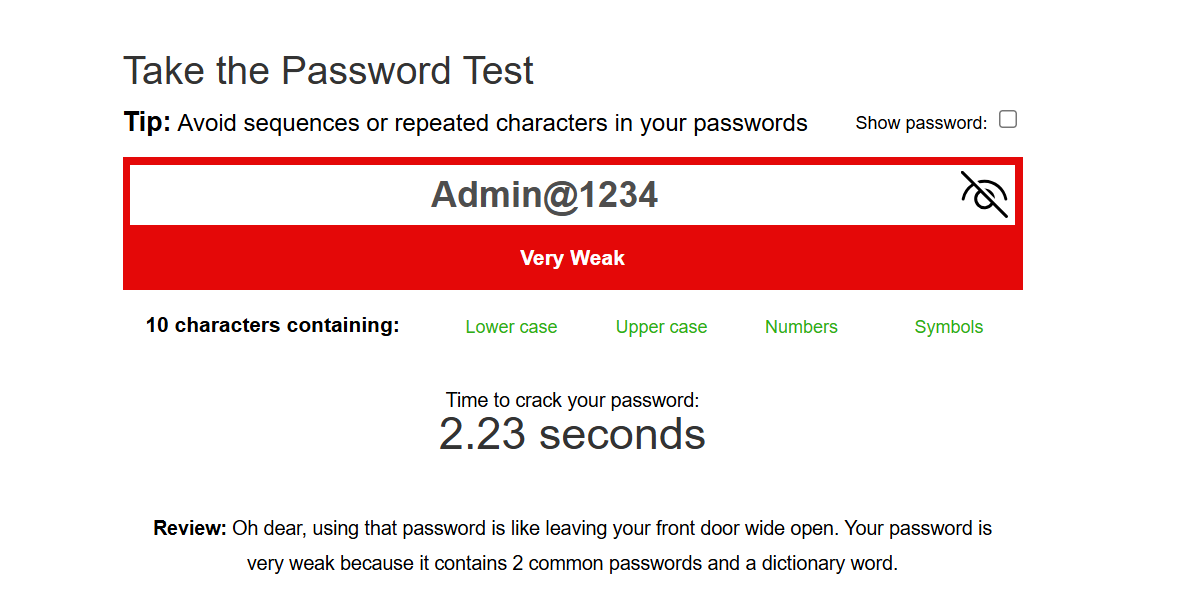 Take the Password Test
Tip: Avoid sequences or repeated characters in your passwords Show password:
Admin@1234
Very Weak
10 characters containing: Lower case Upper case Numbers Symbols
Time to crack your password:
2.23 seconds
Review: Oh dear, using that password is like leaving your front door wide open. Your password is
very weak because it contains 2 common passwords and a dictionary word.